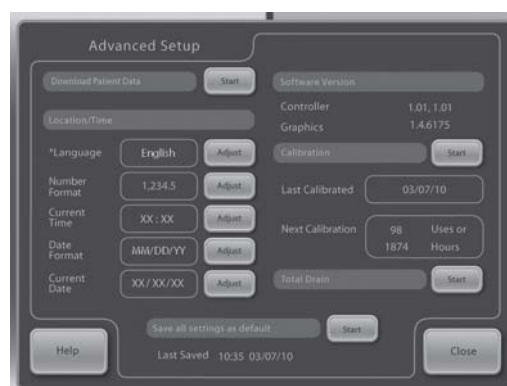 Advanced Setup
Download Patient Data Start
Location/Time
*Language English Adjust
Number Format 1,234.5 Adjust
Current Time XX : XX Adjust
Date Format MM/DD/YY Adjust
Current Date XX/XX/XX Adjust
Software Version
Controller 1.01, 1.01
Graphics 1.4.6175
Calibration Start
Last Calibrated 03/07/10
Next Calibration 98 Uses or
1874 Hours
Total Drain Start
Save all settings as default Start
Last Saved 10:35 03/07/10
Help
Close